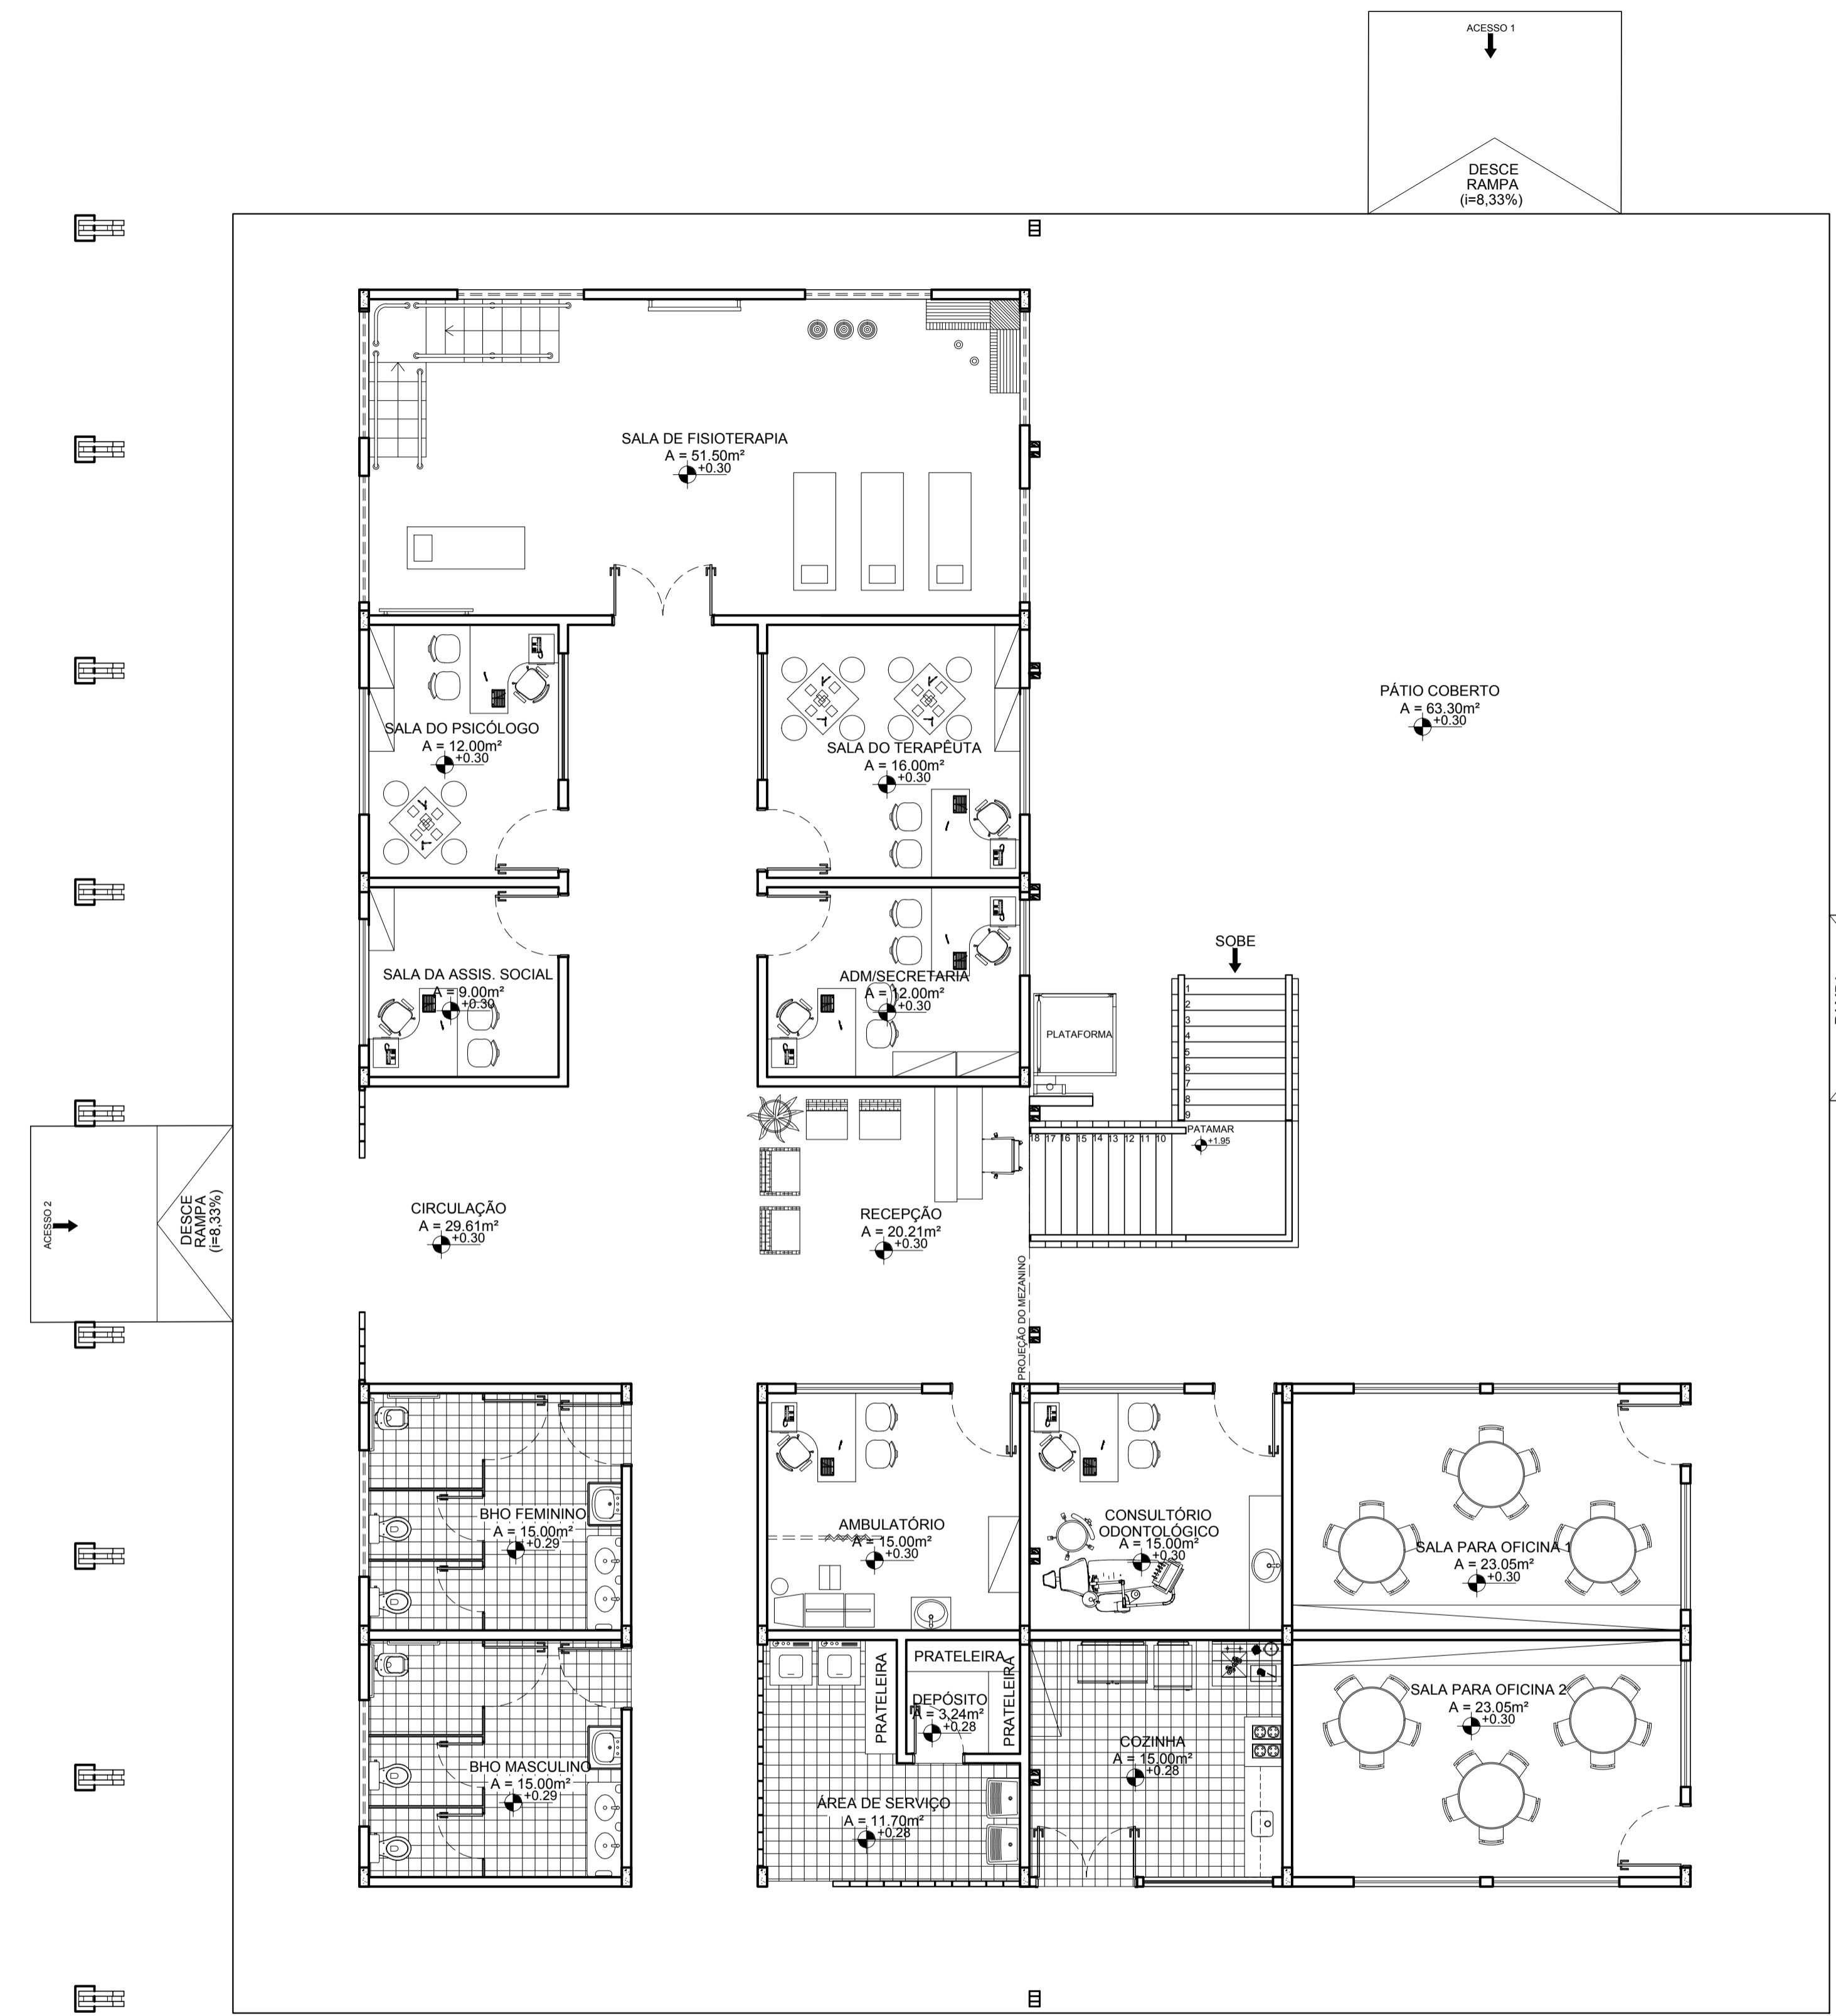 ACESSO 1
DESCE
RAMPA
(i=8,33%)
SALA DE FISIOTERAPIA
A = 51.50m²
+0.30
PÁTIO COBERTO
A = 63.30m²
+0.30
SALA DO PSICÓLOGO
A = 12.00m²
+0.30
SALA DO TERAPÊUTA
A = 16.00m²
+0.30
SALA DA ASSIS. SOCIAL
A = 9.00m²
+0.30
ADM/SECRETARIA
A = 12.00m²
+0.30
SOBE
PLATAFORMA
1
2
3
4
5
6
7
8
9
PATAMAR
+1.95
18 17 16 15 14 13 12 11 10
ACESSO 2
DESCE
RAMPA
(i=8,33%)
CIRCULAÇÃO
A = 29.61m²
+0.30
RECEPÇÃO
A = 20.21m²
+0.30
PROJEÇÃO DO MEZANINO
BHO FEMININO
A = 15.00m²
+0.29
AMBULATÓRIO
A = 15.00m²
+0.30
CONSULTÓRIO
ODONTOLÓGICO
A = 15.00m²
+0.30
SALA PARA OFICINA 1
A = 23.05m²
+0.30
BHO MASCULINO
A = 15.00m²
+0.29
PRATELEIRA
PRATELEIRA
PRATELEIRA
DEPÓSITO
A = 3.24m²
+0.28
ÁREA DE SERVIÇO
A = 11.70m²
+0.28
COZINHA
A = 15.00m²
+0.28
SALA PARA OFICINA 2
A = 23.05m²
+0.30